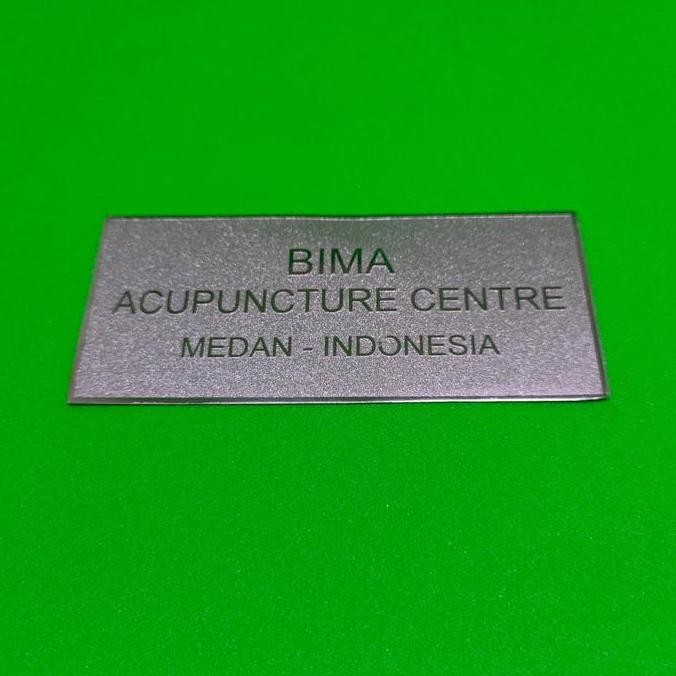 BIMA
ACUPUNCTURE CENTRE
MEDAN - INDONESIA